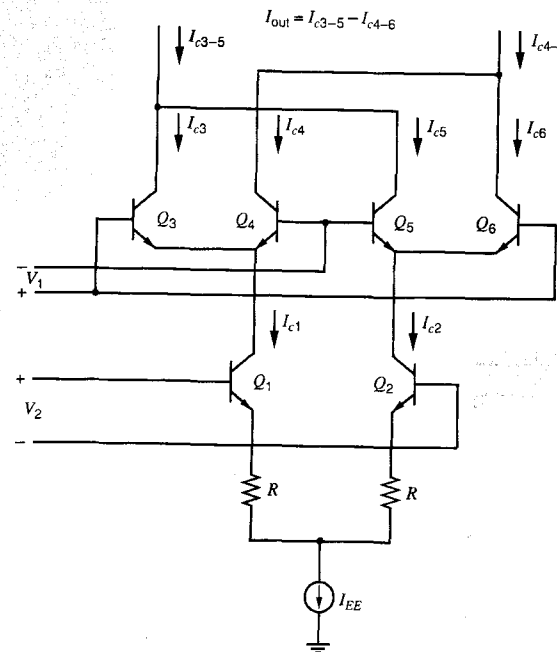 I_out = I_c3–5 − I_c4–6
I_c3–5
I_c4–
I_c3
I_c4
I_c5
I_c6
Q_3
Q_4
Q_5
Q_6
–
V_1
+
I_c1
I_c2
+
Q_1
Q_2
V_2
–
R
R
I_EE